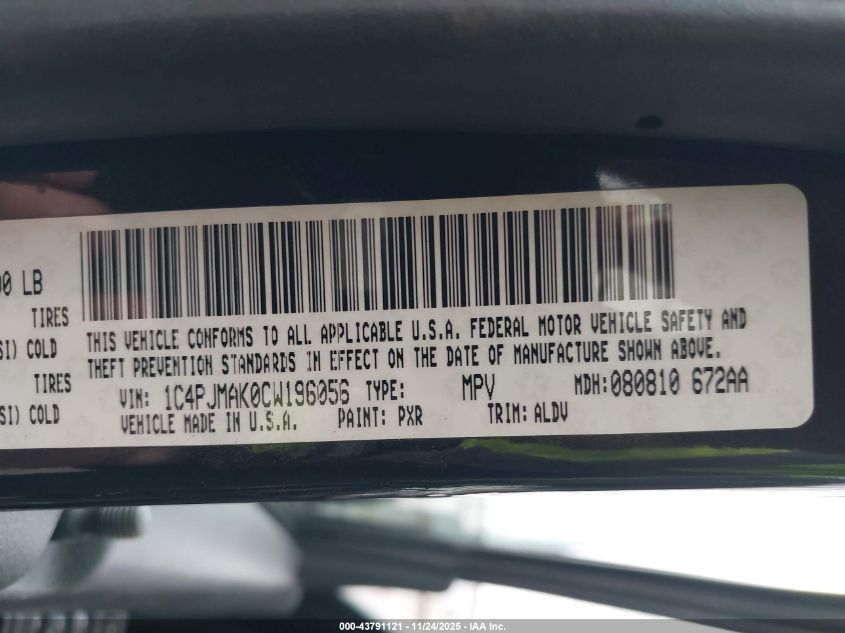 00 LB
TIRES
SI) COLD
TIRES
SI) COLD
THIS VEHICLE CONFORMS TO ALL APPLICABLE U.S.A. FEDERAL MOTOR VEHICLE SAFETY AND
THEFT PREVENTION STANDARDS IN EFFECT ON THE DATE OF MANUFACTURE SHOWN ABOVE.
VIN: 1C4PJMAK0CW196056 TYPE: MPV MDH:080810 672AA
VEHICLE MADE IN U.S.A. PAINT: PXR TRIM: ALDV
000-43791121 - 11/24/2025 - IAA Inc.